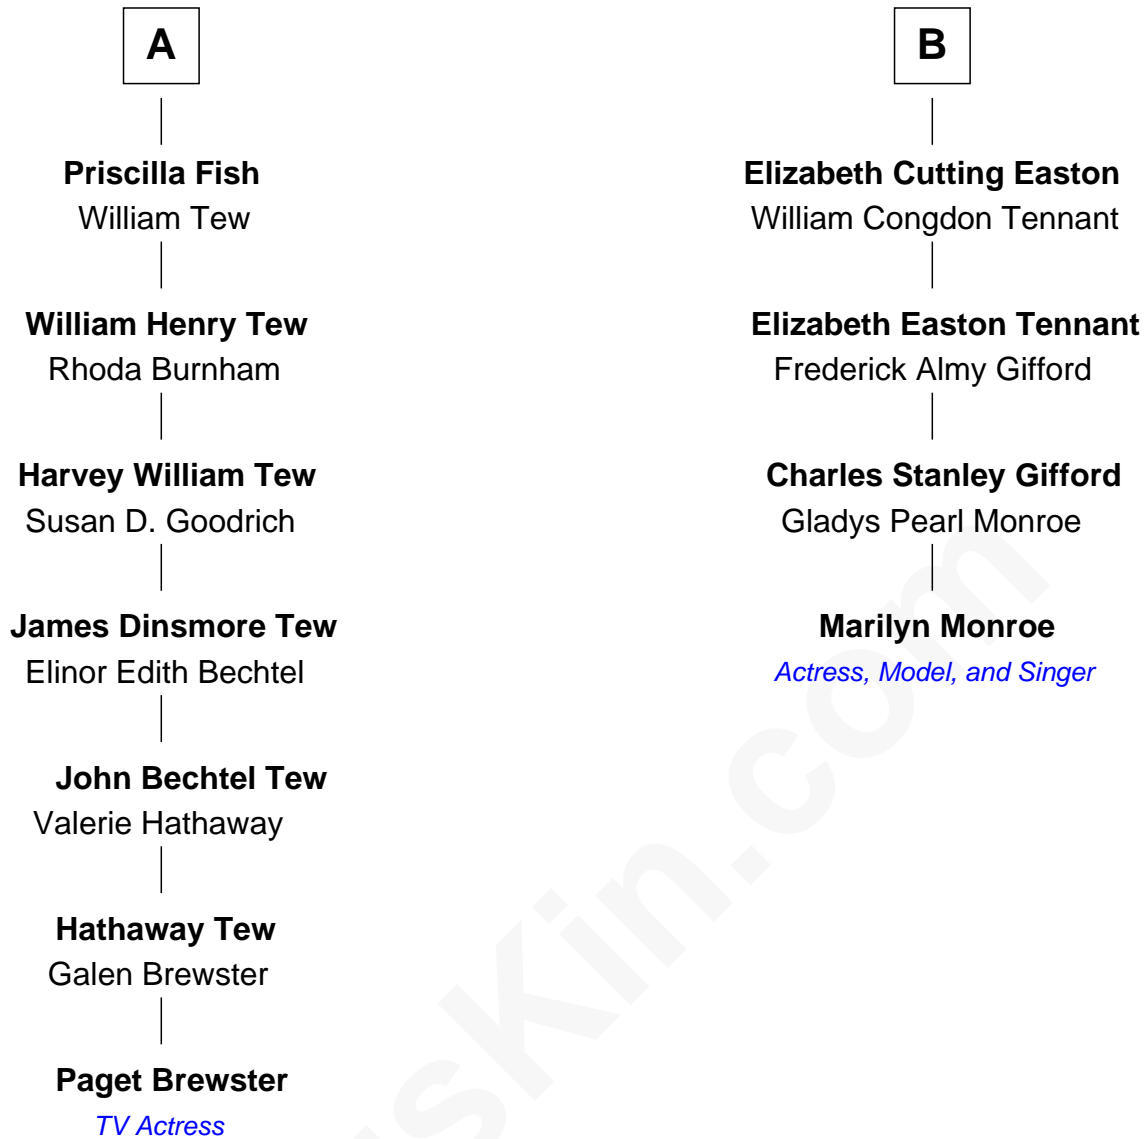 A
Priscilla Fish
William Tew
William Henry Tew
Rhoda Burnham
Harvey William Tew
Susan D. Goodrich
James Dinsmore Tew
Elinor Edith Bechtel
John Bechtel Tew
Valerie Hathaway
Hathaway Tew
Galen Brewster
Paget Brewster
TV Actress
B
Elizabeth Cutting Easton
William Congdon Tennant
Elizabeth Easton Tennant
Frederick Almy Gifford
Charles Stanley Gifford
Gladys Pearl Monroe
Marilyn Monroe
Actress, Model, and Singer
usKin.com